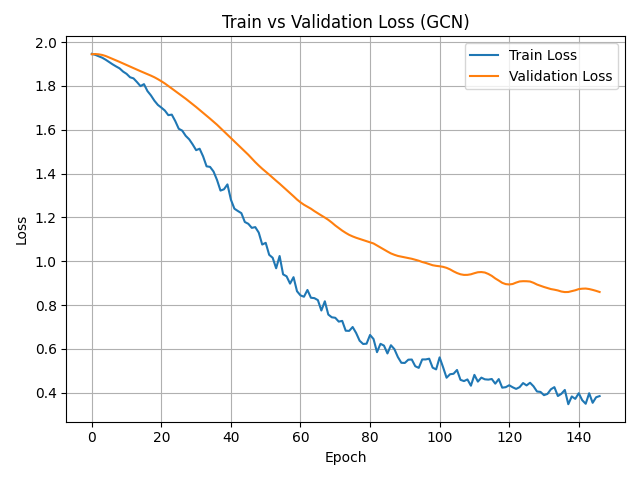 Train vs Validation Loss (GCN)
Train Loss
Validation Loss
Loss
2.0
1.8
1.6
1.4
1.2
1.0
0.8
0.6
0.4
0 20 40 60 80 100 120 140
Epoch